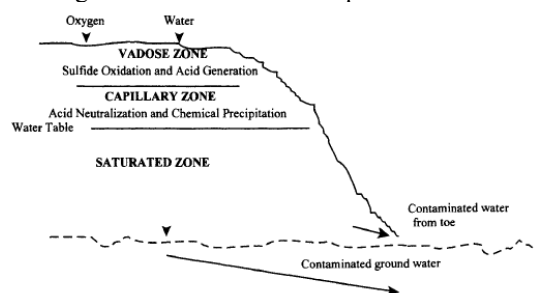 Oxygen Water
VADOSE ZONE
Sulfide Oxidation and Acid Generation
CAPILLARY ZONE
Acid Neutralization and Chemical Precipitation
Water Table
SATURATED ZONE
Contaminated water
from toe
Contaminated ground water